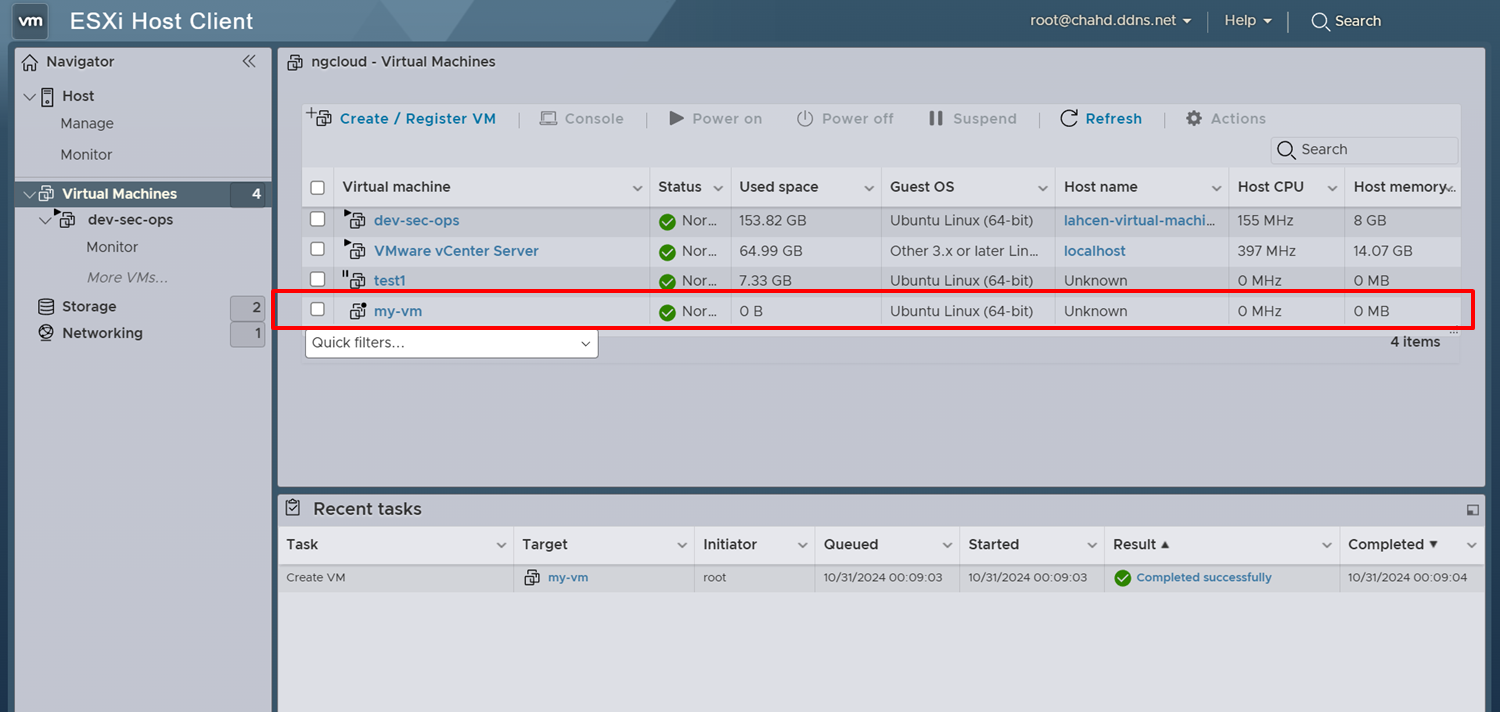 vm ESXi Host Client root@chahd.ddns.net Help Search
Navigator
Host
Manage
Monitor
Virtual Machines 4
dev-sec-ops
Monitor
More VMs...
Storage 2
Networking 1
ngcloud - Virtual Machines
Create / Register VM Console Power on Power off Suspend Refresh Actions
Search
Virtual machine Status Used space Guest OS Host name Host CPU Host memory...
dev-sec-ops Nor... 153.82 GB Ubuntu Linux (64-bit) lahcen-virtual-machi... 155 MHz 8 GB
VMware vCenter Server Nor... 64.99 GB Other 3.x or later Lin... localhost 397 MHz 14.07 GB
test1 Nor... 7.33 GB Ubuntu Linux (64-bit) Unknown 0 MHz 0 MB
my-vm Nor... 0 B Ubuntu Linux (64-bit) Unknown 0 MHz 0 MB
Quick filters... 4 items
Recent tasks
Task Target Initiator Queued Started Result Completed
Create VM my-vm root 10/31/2024 00:09:03 10/31/2024 00:09:03 Completed successfully 10/31/2024 00:09:04